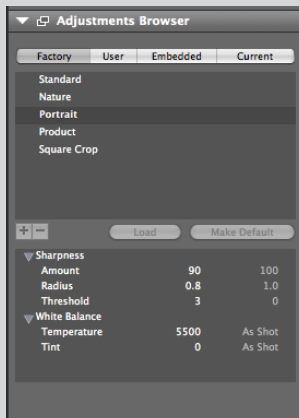 Adjustments Browser
Factory User Embedded Current
Standard
Nature
Portrait
Product
Square Crop
+ − Load Make Default
Sharpness
Amount 90 100
Radius 0.8 1.0
Threshold 3 0
White Balance
Temperature 5500 As Shot
Tint 0 As Shot